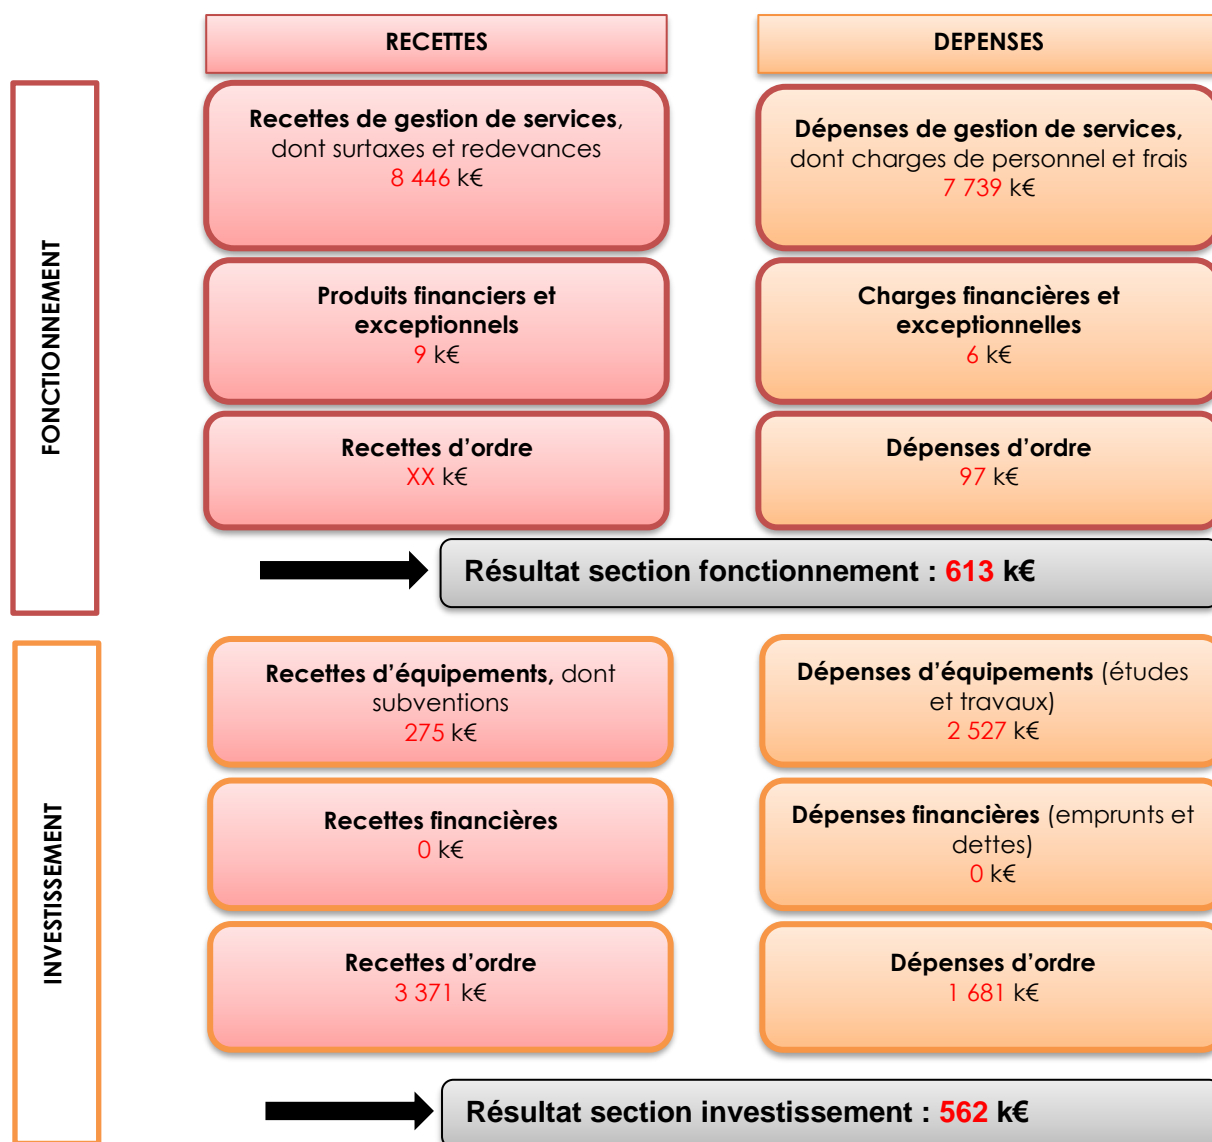 RECETTES
DEPENSES
FONCTIONNEMENT
Recettes de gestion de services,
dont surtaxes et redevances
8 446 k€
Dépenses de gestion de services,
dont charges de personnel et frais
7 739 k€
Produits financiers et
exceptionnels
9 k€
Charges financières et
exceptionnelles
6 k€
Recettes d’ordre
XX k€
Dépenses d’ordre
97 k€
Résultat section fonctionnement : 613 k€
INVESTISSEMENT
Recettes d’équipements, dont
subventions
275 k€
Dépenses d’équipements (études
et travaux)
2 527 k€
Recettes financières
0 k€
Dépenses financières (emprunts et
dettes)
0 k€
Recettes d’ordre
3 371 k€
Dépenses d’ordre
1 681 k€
Résultat section investissement : 562 k€